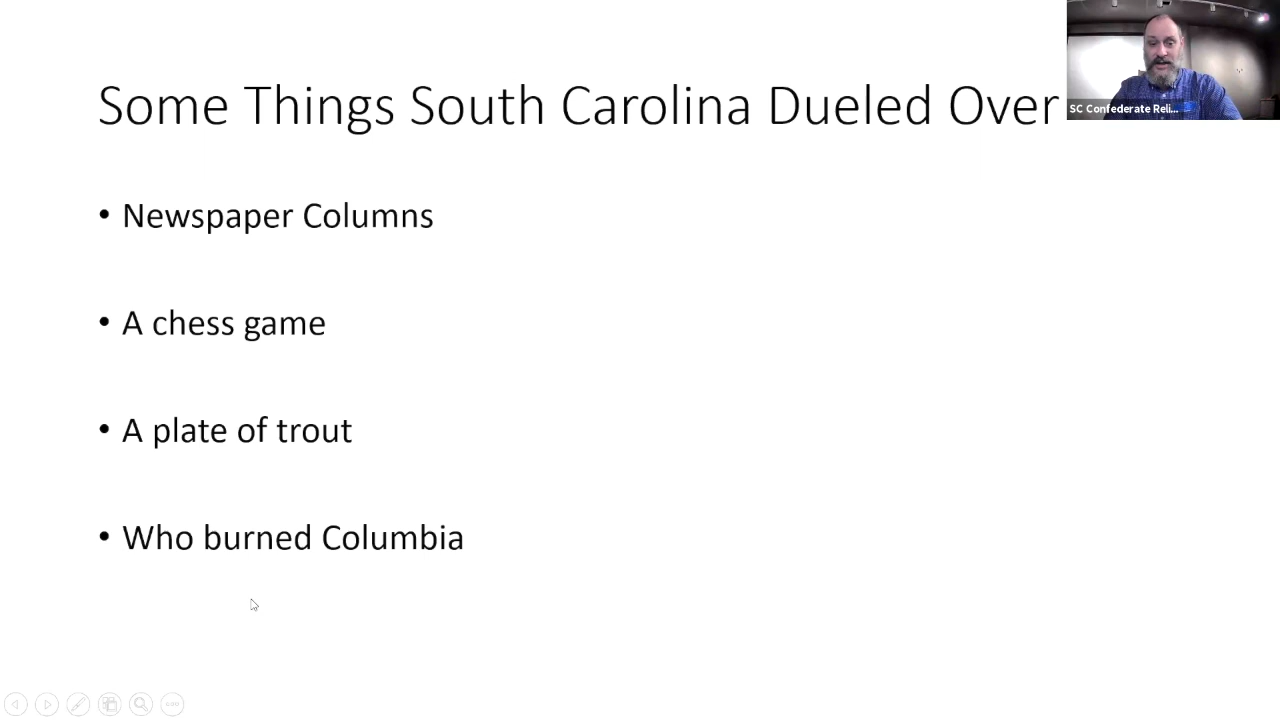 Some Things South Carolina Dueled Over
SC Confederate Reli...
• Newspaper Columns
• A chess game
• A plate of trout
• Who burned Columbia